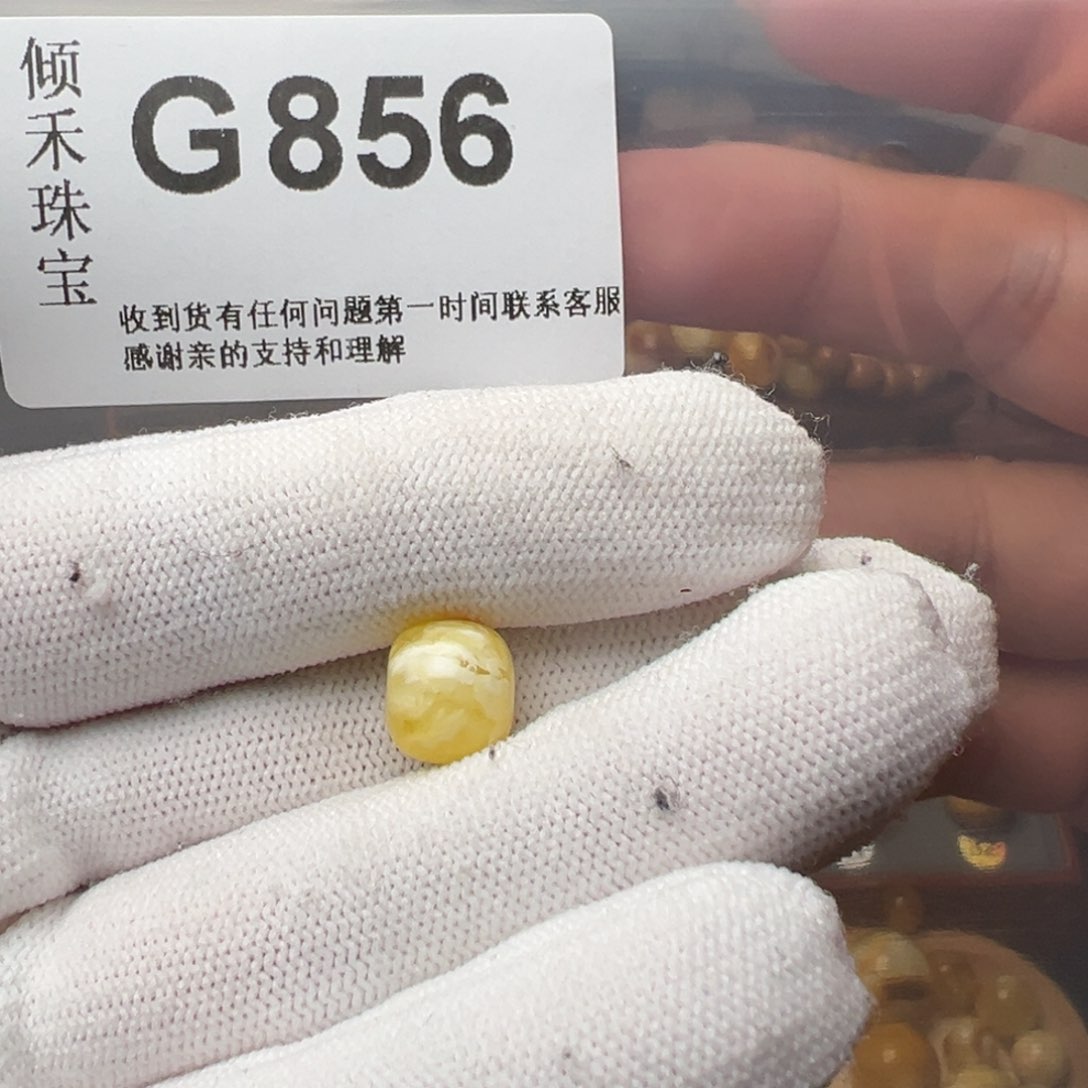 倾禾珠宝
G856
收到货有任何问题第一时间联系客服
感谢亲的支持和理解